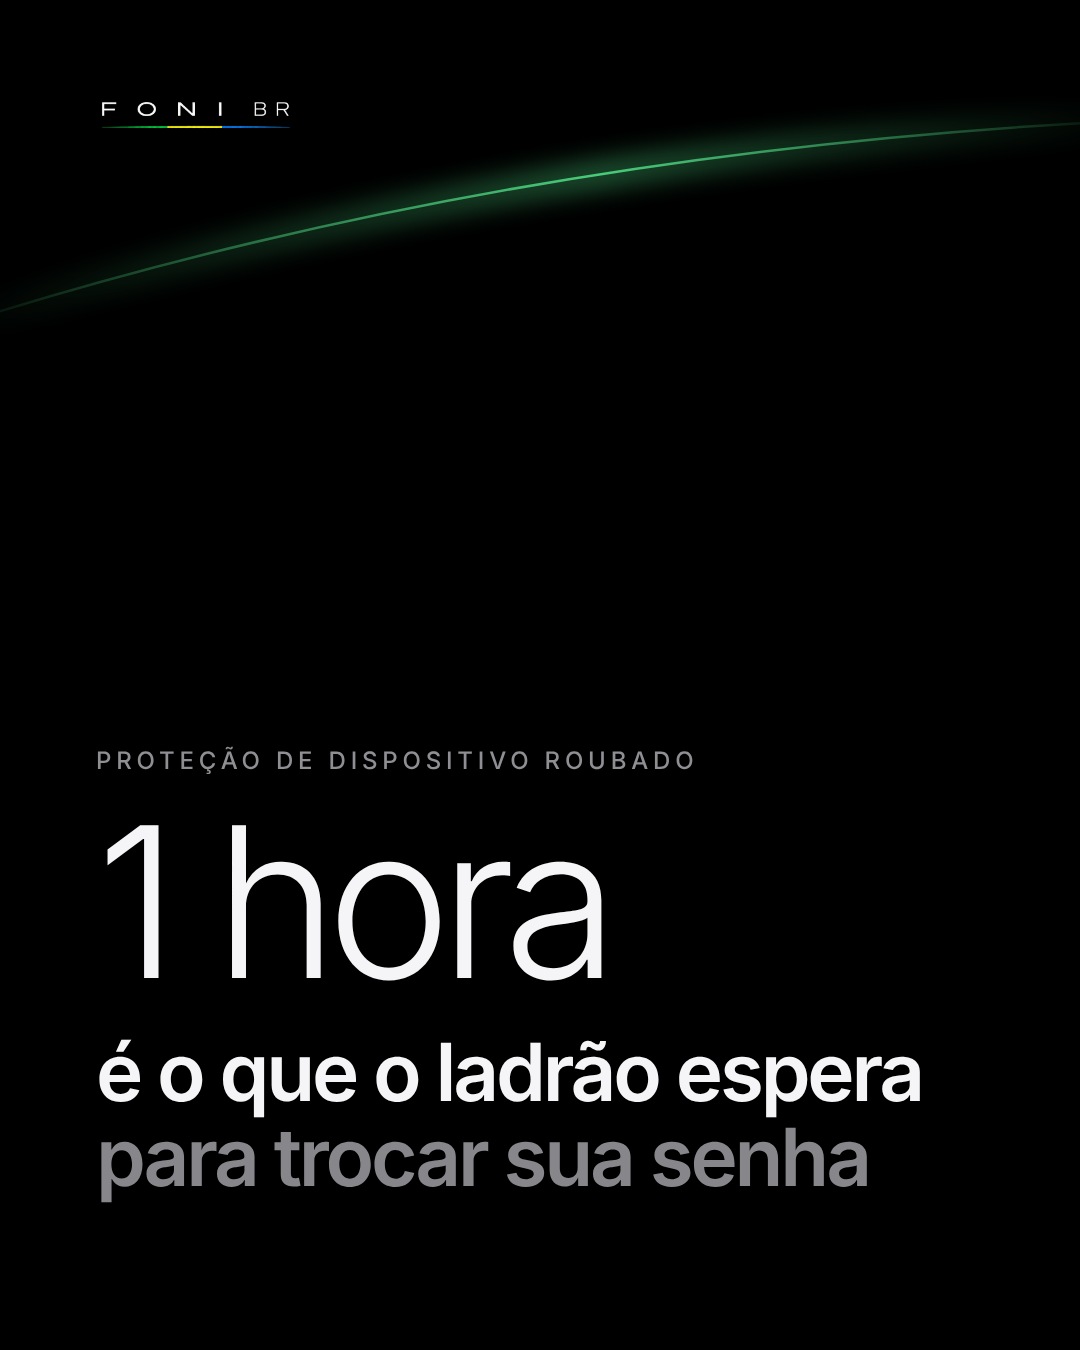 FONI BR
PROTEÇÃO DE DISPOSITIVO ROUBADO
1 hora
é o que o ladrão espera
para trocar sua senha